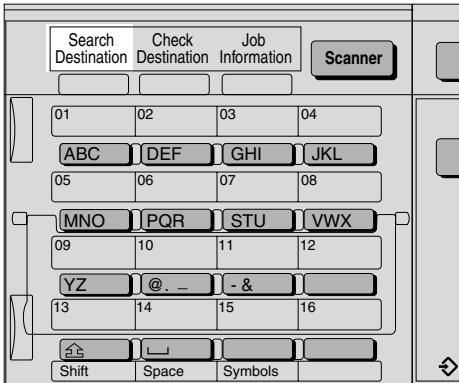 Search Destination
Check Destination
Job Information
Scanner
01 02 03 04
ABC DEF GHI JKL
05 06 07 08
MNO PQR STU VWX
09 10 11 12
YZ @. _ - &
13 14 15 16
Shift Space Symbols